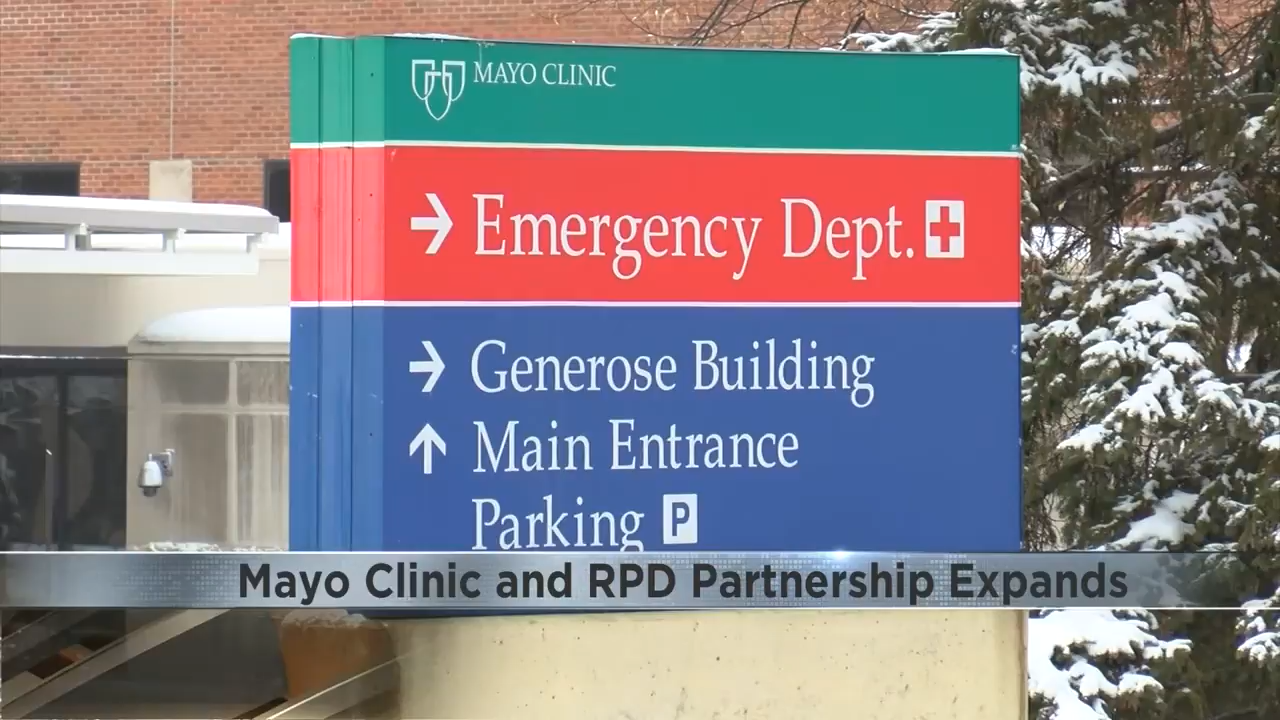 MAYO CLINIC
→ Emergency Dept.
→ Generose Building
↑ Main Entrance
Parking P
Mayo Clinic and RPD Partnership Expands